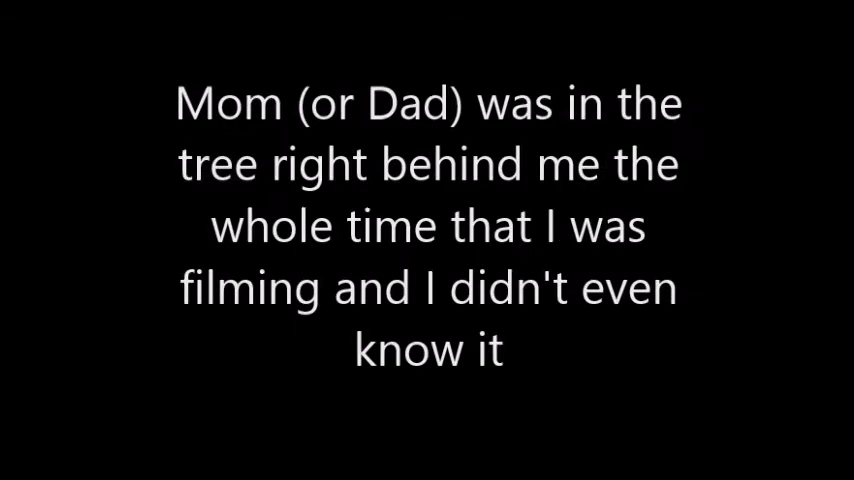 Mom (or Dad) was in the
tree right behind me the
whole time that I was
filming and I didn't even
know it